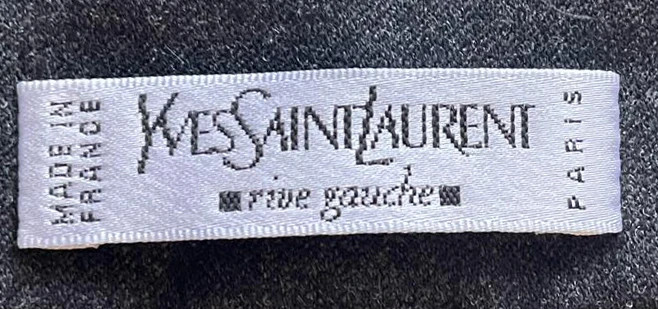 MADE IN
FRANCE
YVESSAINTLAURENT
rive gauche
PARIS